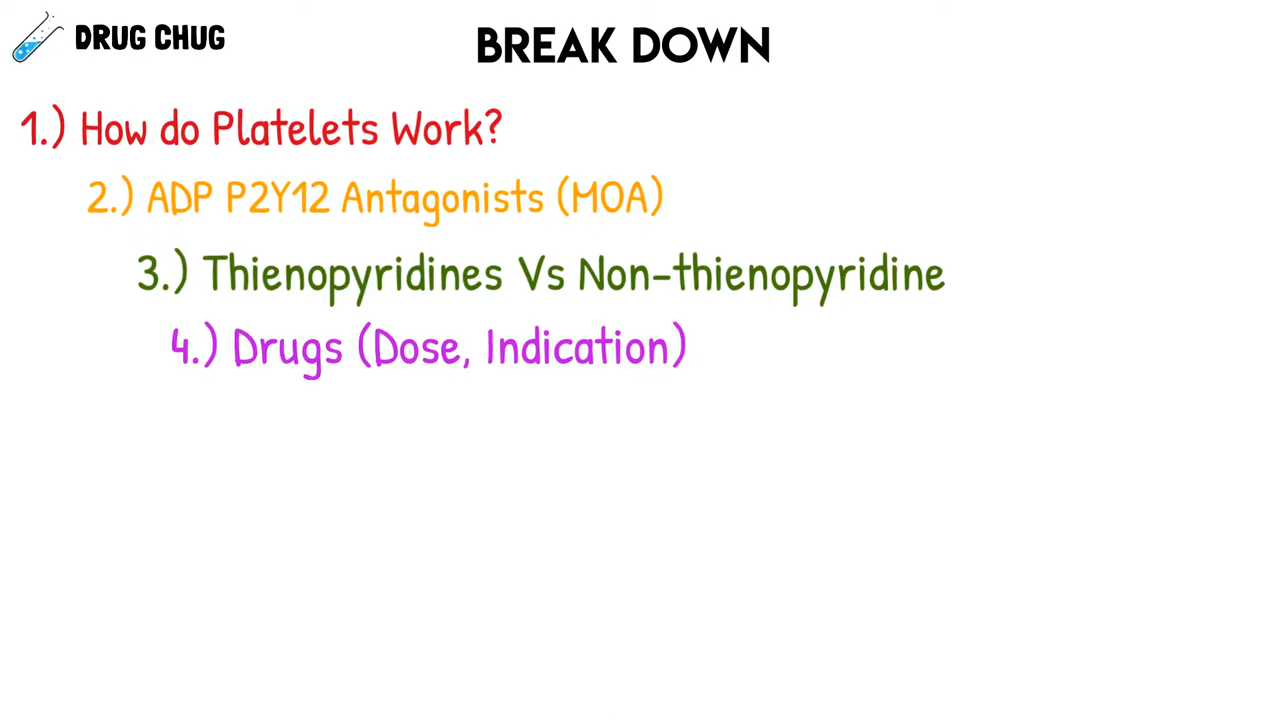 DRUG CHUG
BREAK DOWN
1.) How do Platelets Work?
2.) ADP P2Y12 Antagonists (MOA)
3.) Thienopyridines Vs Non-thienopyridine
4.) Drugs (Dose, Indication)